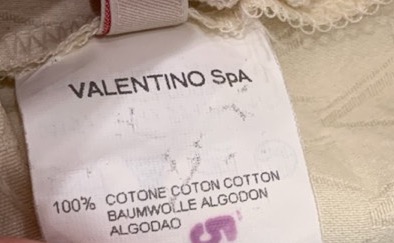 VALENTINO SpA
100% COTONE COTON COTTON
BAUMWOLLE ALGODON
ALGODAO